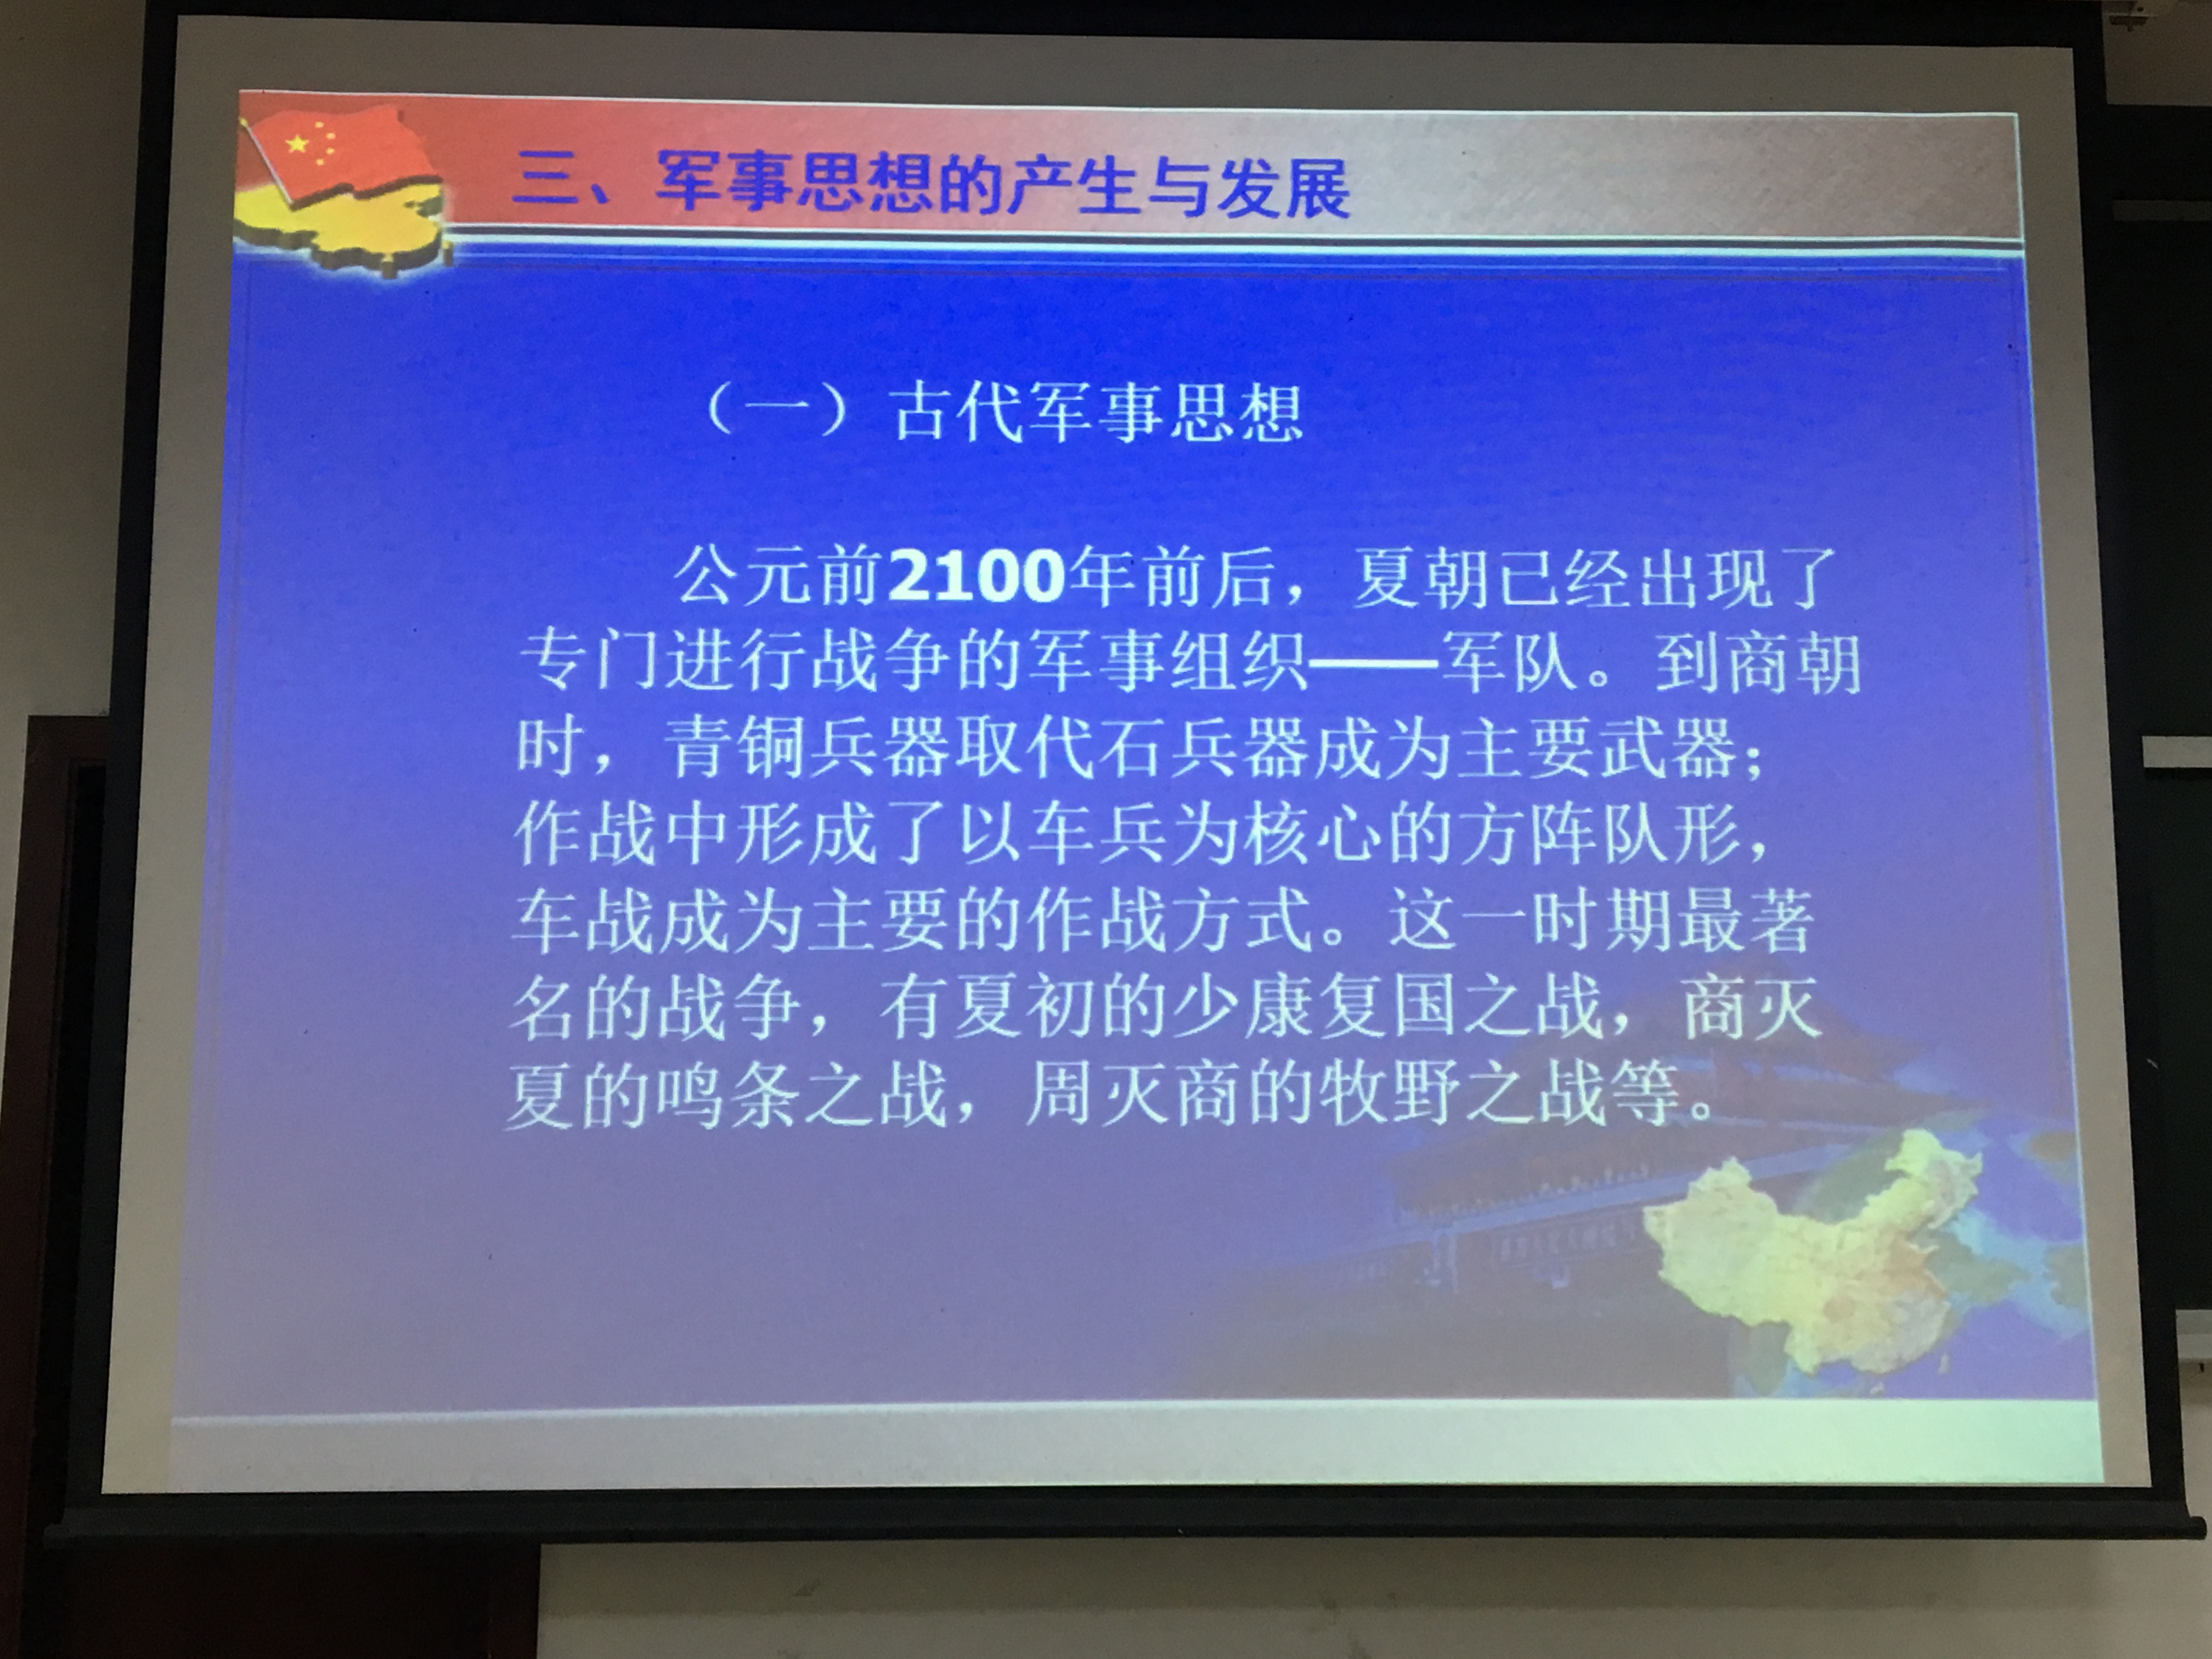 三、军事思想的产生与发展
（一）古代军事思想
公元前2100年前后，夏朝已经出现了
专门进行战争的军事组织——军队。到商朝
时，青铜兵器取代石兵器成为主要武器；
作战中形成了以车兵为核心的方阵队形，
车战成为主要的作战方式。这一时期最著
名的战争，有夏初的少康复国之战，商灭
夏的鸣条之战，周灭商的牧野之战等。